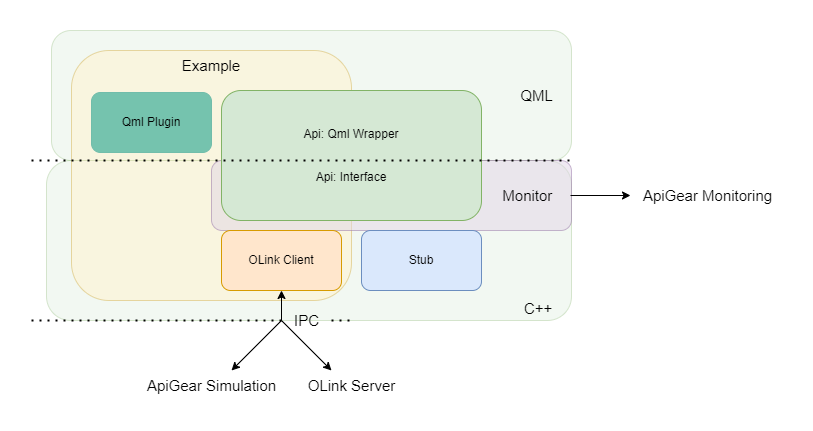 Example
QML
Qml Plugin
Api: Qml Wrapper
Api: Interface
Monitor
ApiGear Monitoring
OLink Client
Stub
C++
IPC
ApiGear Simulation
OLink Server